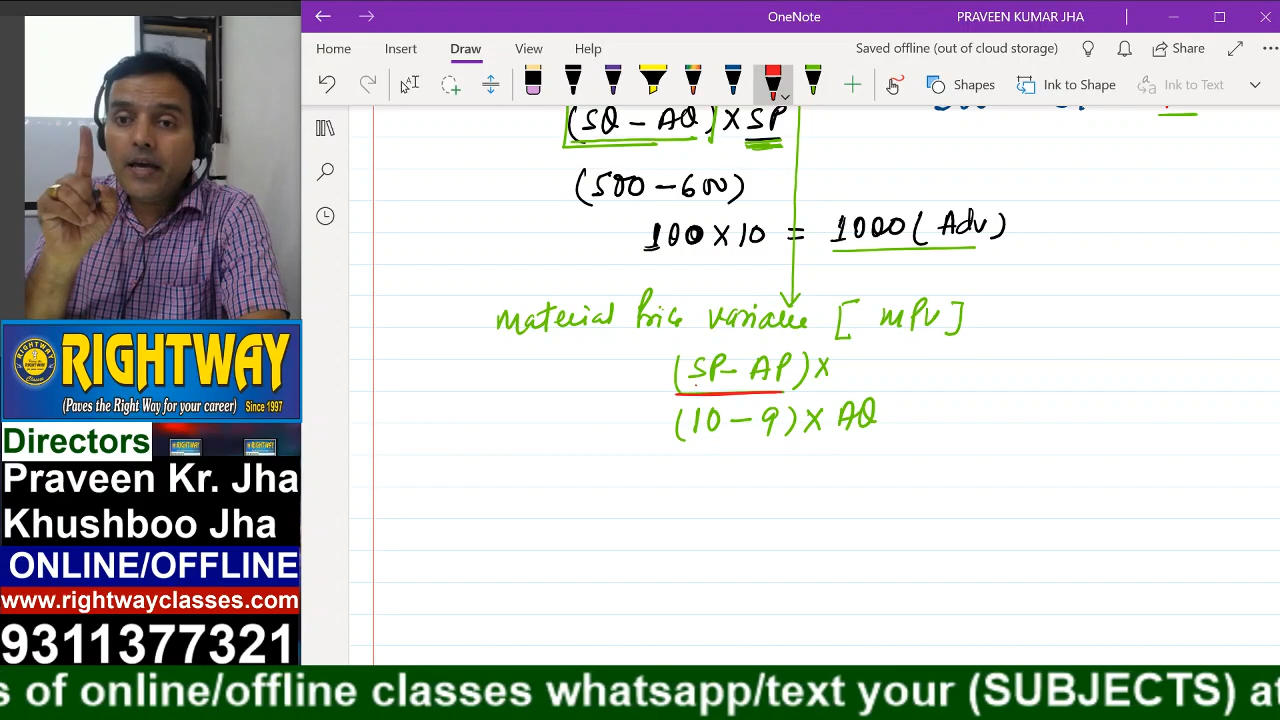 OneNote
PRAVEEN KUMAR JHA
Home Insert Draw View Help
Saved offline (out of cloud storage)
Share
Shapes
Ink to Shape
Ink to Text
(SQ - AQ) × SP
(500 - 600)
100 × 10 = 1000 (Adv)
material Price variance [ MPV ]
(SP - AP) ×
(10 - 9) × AQ
RIGHTWAY
(Paves the Right Way for your career) Since 1997
Directors
Praveen Kr. Jha
Khushboo Jha
ONLINE/OFFLINE
www.rightwayclasses.com
9311377321
s of online/offline classes whatsapp/text your (SUBJECTS) at